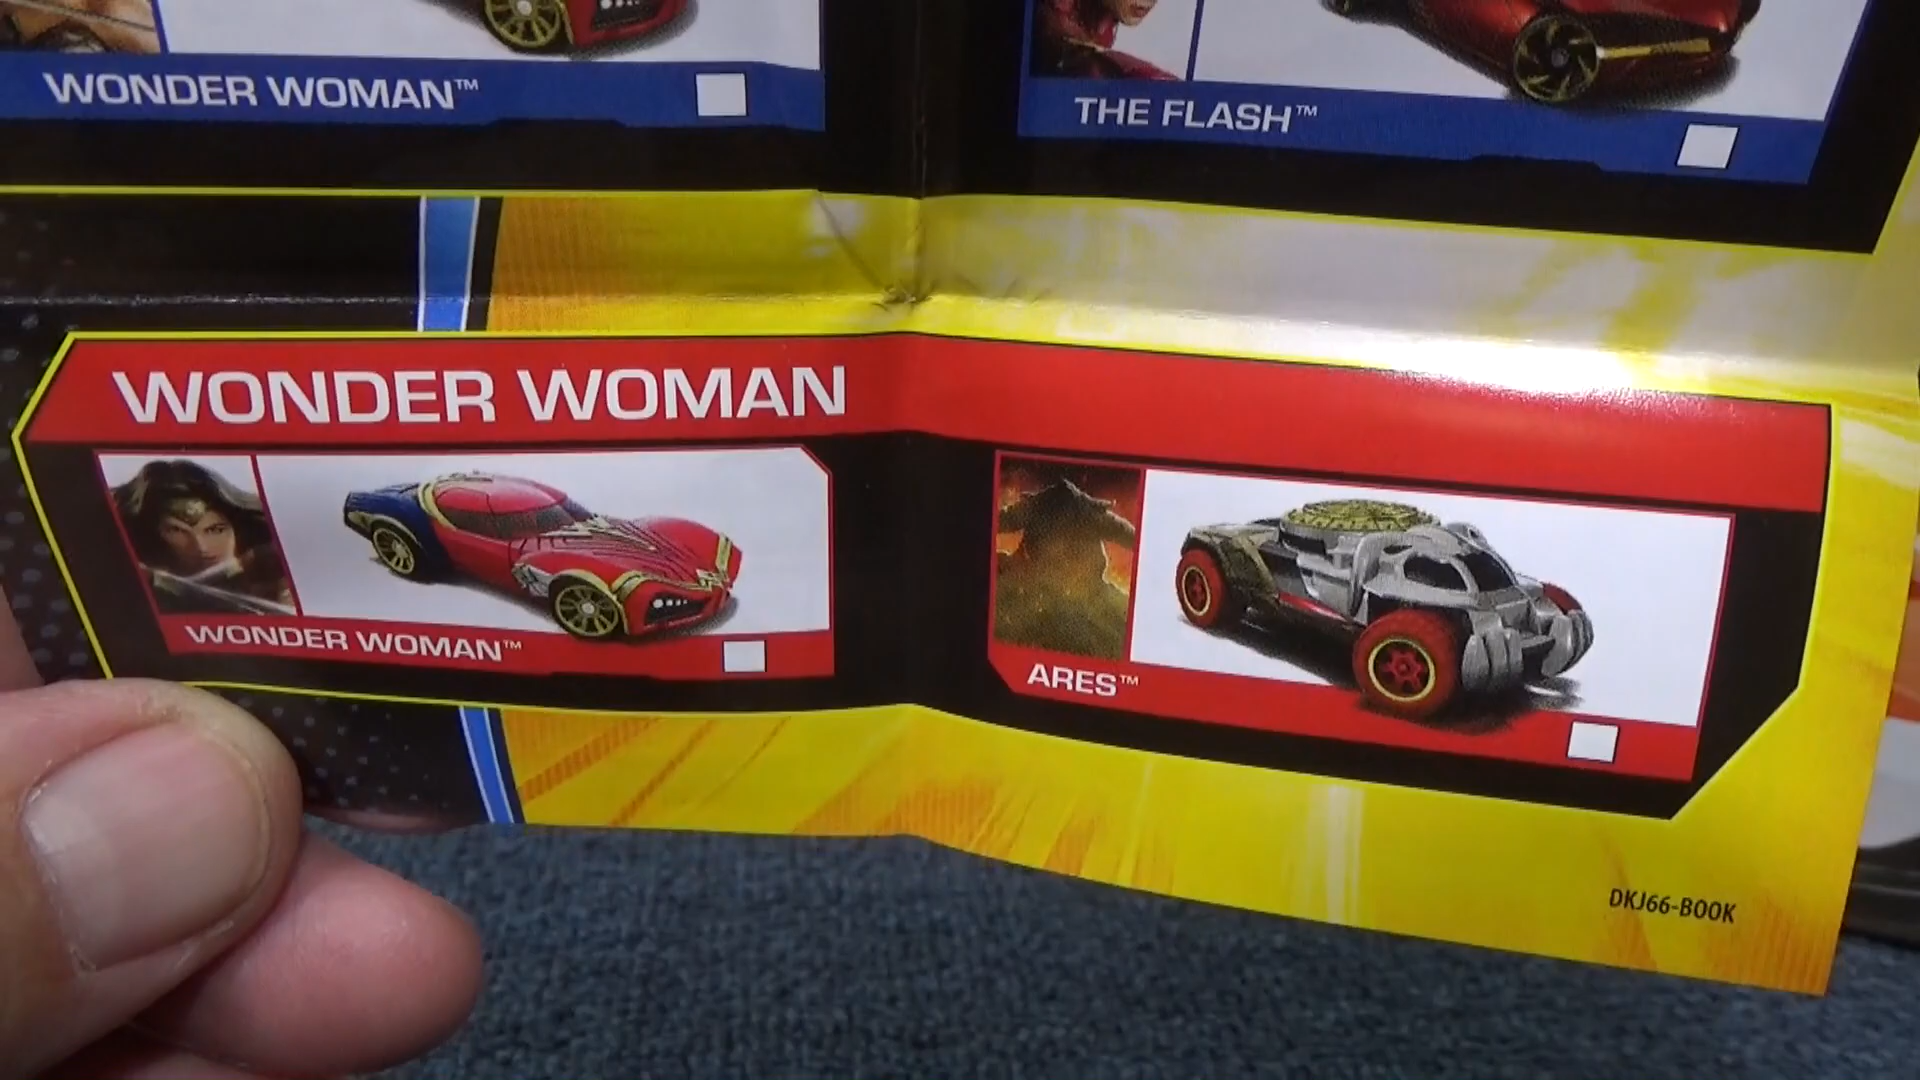 WONDER WOMAN™
THE FLASH™
WONDER WOMAN
WONDER WOMAN™
ARES™
DKJ66-BOOK